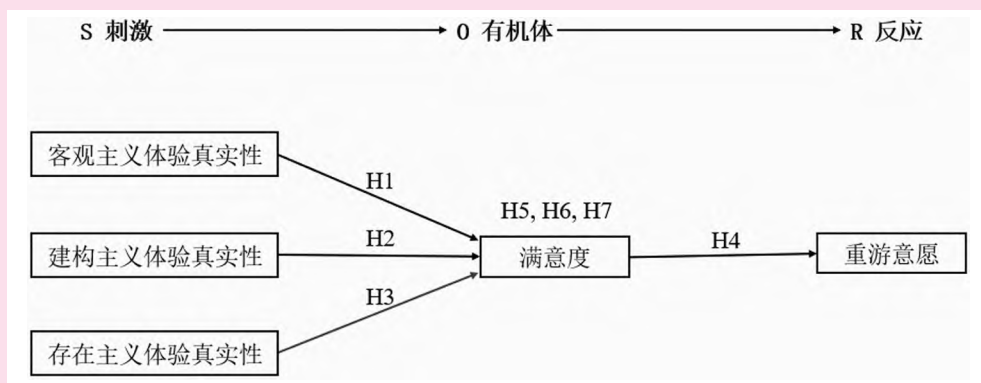 S 刺激 O 有机体 R 反应
客观主义体验真实性
H1
H5, H6, H7
建构主义体验真实性 H2 满意度 H4 重游意愿
H3
存在主义体验真实性